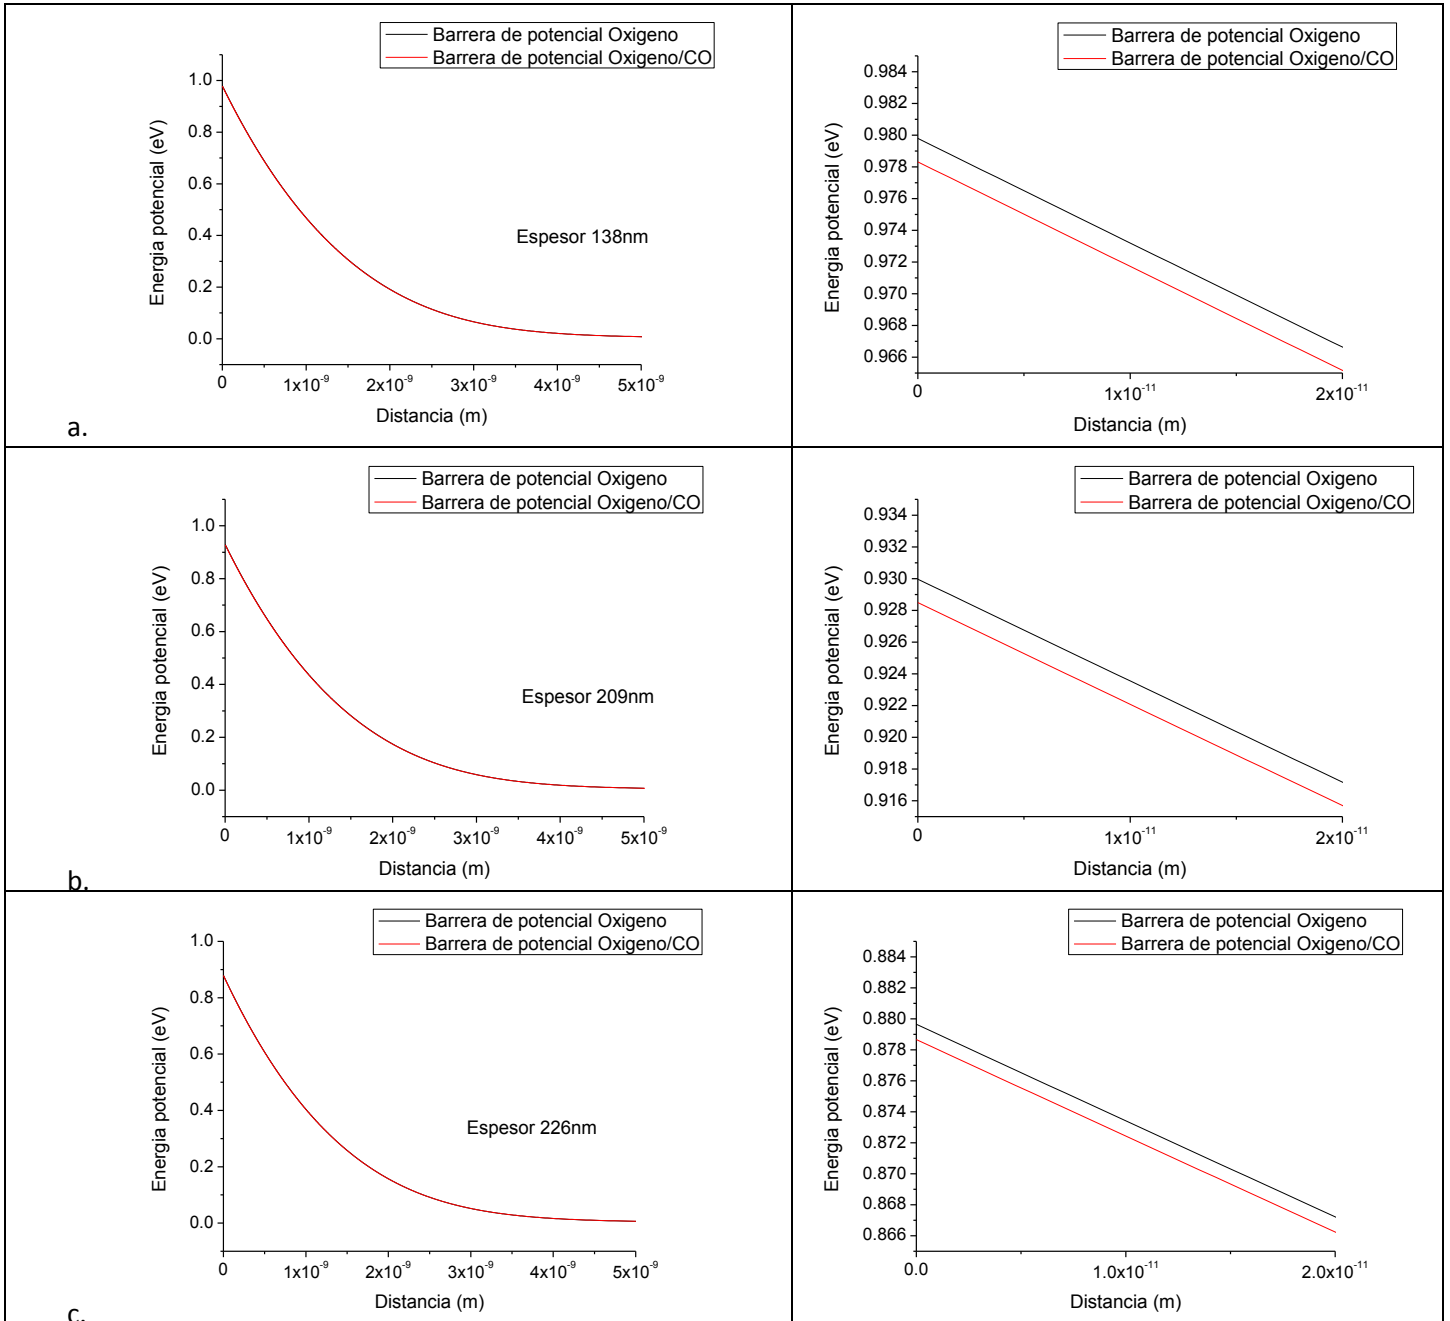 Barrera de potencial Oxigeno
Barrera de potencial Oxigeno/CO
1.0
0.8
0.6
0.4
0.2
0.0
Energia potencial (eV)
Espesor 138nm
0 1x10⁻⁹ 2x10⁻⁹ 3x10⁻⁹ 4x10⁻⁹ 5x10⁻⁹
Distancia (m)
a.
Barrera de potencial Oxigeno
Barrera de potencial Oxigeno/CO
0.984
0.982
0.980
0.978
0.976
0.974
0.972
0.970
0.968
0.966
Energia potencial (eV)
0 1x10⁻¹¹ 2x10⁻¹¹
Distancia (m)
Barrera de potencial Oxigeno
Barrera de potencial Oxigeno/CO
1.0
0.8
0.6
0.4
0.2
0.0
Energia potencial (eV)
Espesor 209nm
0 1x10⁻⁹ 2x10⁻⁹ 3x10⁻⁹ 4x10⁻⁹ 5x10⁻⁹
Distancia (m)
b.
Barrera de potencial Oxigeno
Barrera de potencial Oxigeno/CO
0.934
0.932
0.930
0.928
0.926
0.924
0.922
0.920
0.918
0.916
Energia potencial (eV)
0 1x10⁻¹¹ 2x10⁻¹¹
Distancia (m)
Barrera de potencial Oxigeno
Barrera de potencial Oxigeno/CO
1.0
0.8
0.6
0.4
0.2
0.0
Energia potencial (eV)
Espesor 226nm
0 1x10⁻⁹ 2x10⁻⁹ 3x10⁻⁹ 4x10⁻⁹ 5x10⁻⁹
Distancia (m)
c.
Barrera de potencial Oxigeno
Barrera de potencial Oxigeno/CO
0.884
0.882
0.880
0.878
0.876
0.874
0.872
0.870
0.868
0.866
Energia potencial (eV)
0.0 1.0x10⁻¹¹ 2.0x10⁻¹¹
Distancia (m)